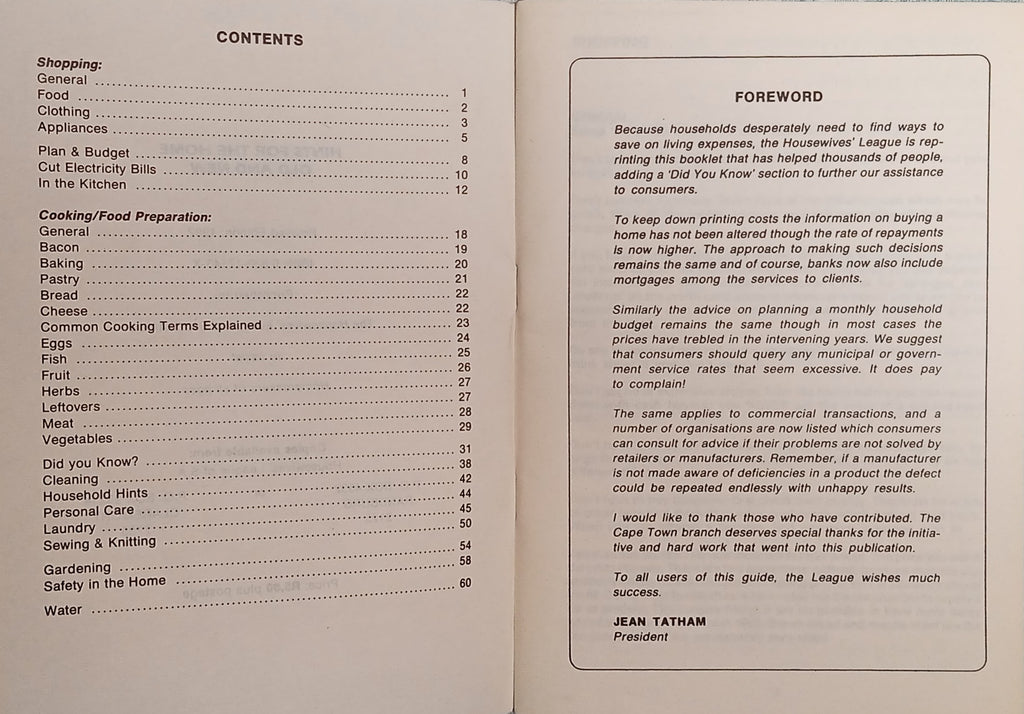 CONTENTS
Shopping:
General ........ 1
Food ........ 2
Clothing ........ 3
Appliances ........ 5
Plan & Budget ........ 8
Cut Electricity Bills ........ 10
In the Kitchen ........ 12
Cooking/Food Preparation:
General ........ 18
Bacon ........ 19
Baking ........ 20
Pastry ........ 21
Bread ........ 22
Cheese ........ 22
Common Cooking Terms Explained ........ 23
Eggs ........ 24
Fish ........ 25
Fruit ........ 26
Herbs ........ 27
Leftovers ........ 27
Meat ........ 28
Vegetables ........ 29
Did you Know? ........ 31
Cleaning ........ 38
Household Hints ........ 42
Personal Care ........ 44
Laundry ........ 45
Sewing & Knitting ........ 50
Gardening ........ 54
Safety in the Home ........ 58
Water ........ 60
FOREWORD
Because households desperately need to find ways to
save on living expenses, the Housewives' League is rep-
rinting this booklet that has helped thousands of people,
adding a 'Did You Know' section to further our assistance
to consumers.
To keep down printing costs the information on buying a
home has not been altered though the rate of repayments
is now higher. The approach to making such decisions
remains the same and of course, banks now also include
mortgages among the services to clients.
Similarly the advice on planning a monthly household
budget remains the same though in most cases the
prices have trebled in the intervening years. We suggest
that consumers should query any municipal or govern-
ment service rates that seem excessive. It does pay
to complain!
The same applies to commercial transactions, and a
number of organisations are now listed which consumers
can consult for advice if their problems are not solved by
retailers or manufacturers. Remember, if a manufacturer
is not made aware of deficiencies in a product the defect
could be repeated endlessly with unhappy results.
I would like to thank those who have contributed. The
Cape Town branch deserves special thanks for the initia-
tive and hard work that went into this publication.
To all users of this guide, the League wishes much
success.
JEAN TATHAM
President